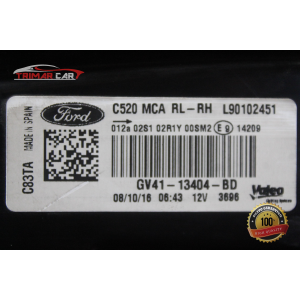 TRIMAR CAR
Ford
C520 MCA RL-RH L90102451
012a 02S1 02R1Y 00SM2 E9 14209
MADE IN SPAIN
C83TA
GV41-13404-BD
08/10/16 06:43 12V 3696
Valeo
100%